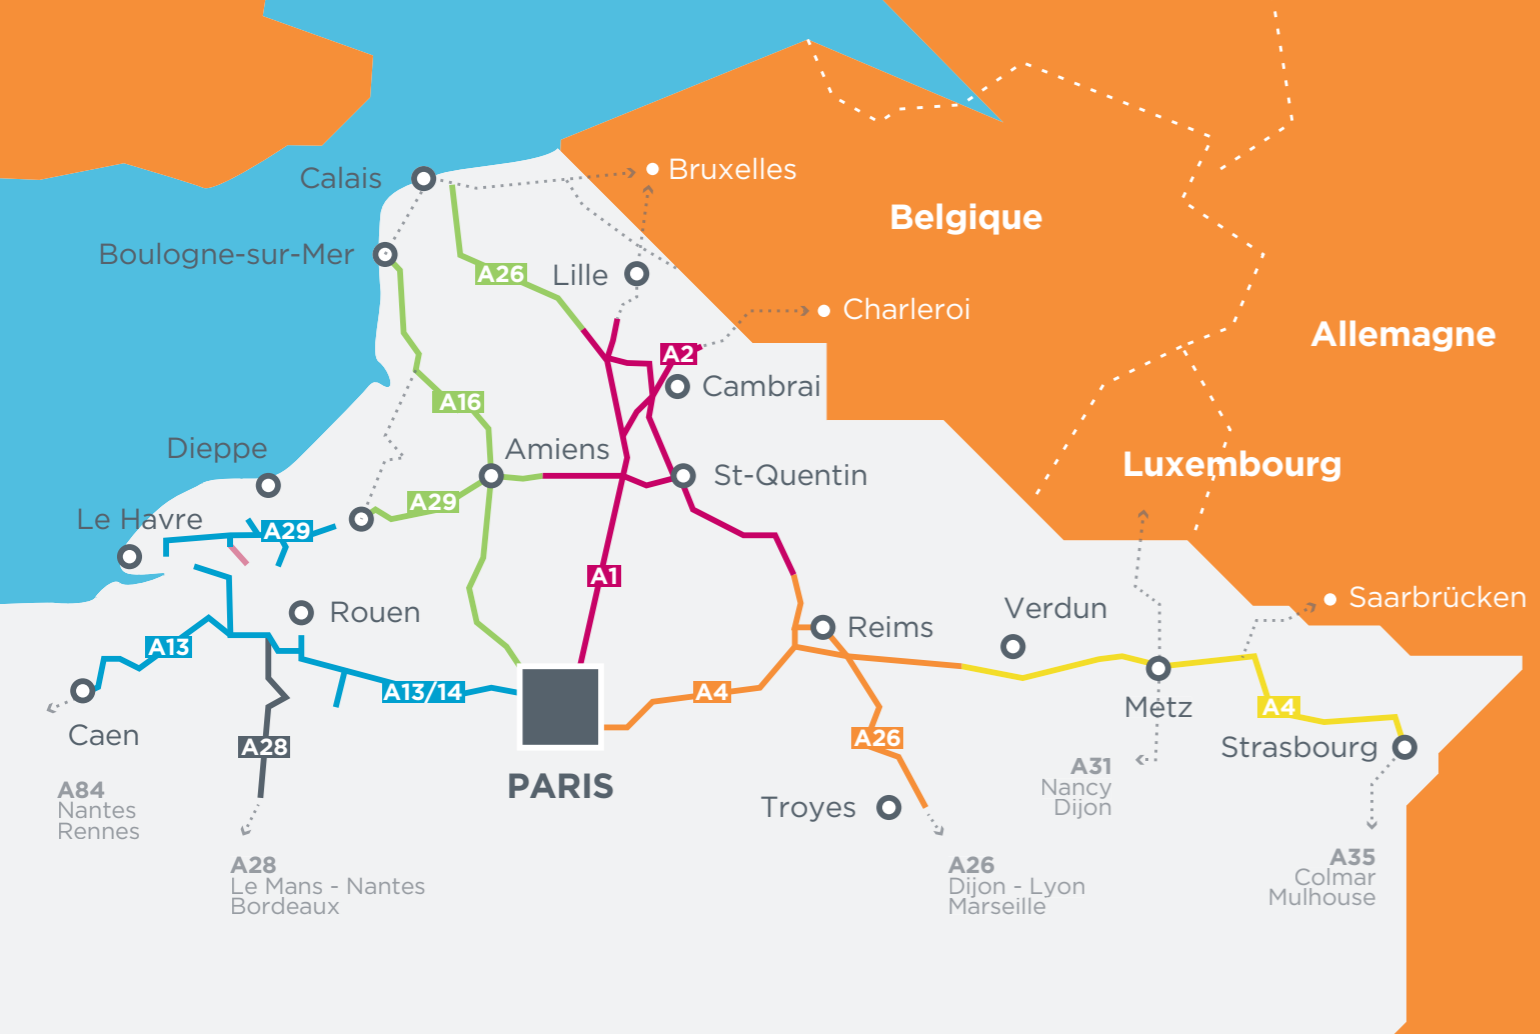 Calais
Bruxelles
Belgique
Boulogne-sur-Mer
A26
Lille
Charleroi
Allemagne
A2
Cambrai
A16
Dieppe
Amiens
Luxembourg
St-Quentin
A29
Le Havre
A29
A1
Saarbrücken
Rouen
Verdun
Reims
A13
A13/14
A4
Metz
A4
Caen
A28
A26
Strasbourg
PARIS
A31
Nancy
Dijon
A84
Nantes
Rennes
Troyes
A28
Le Mans - Nantes
Bordeaux
A26
Dijon - Lyon
Marseille
A35
Colmar
Mulhouse